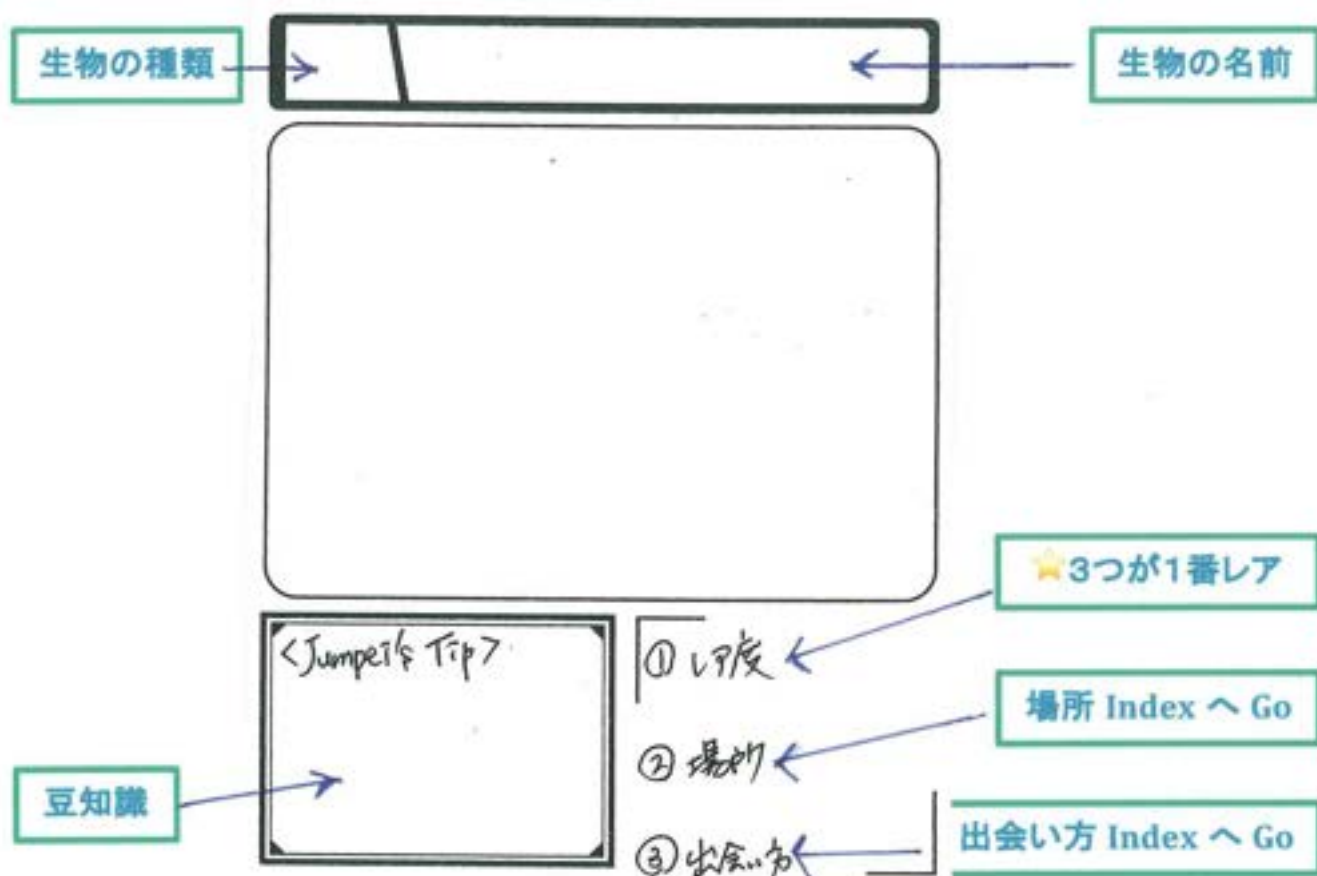 生物の種類
生物の名前
<Jumpei's Tip>
① レア度
⭐3つが1番レア
② 場所
場所 Index へ Go
豆知識
③ 出会い方
出会い方 Index へ Go